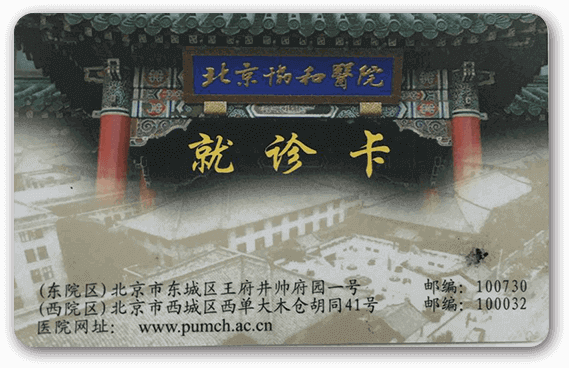 北京协和醫院
就诊卡
(东院区)北京市东城区王府井帅府园一号 邮编：100730
(西院区)北京市西城区西单大木仓胡同41号 邮编：100032
医院网址： www.pumch.ac.cn